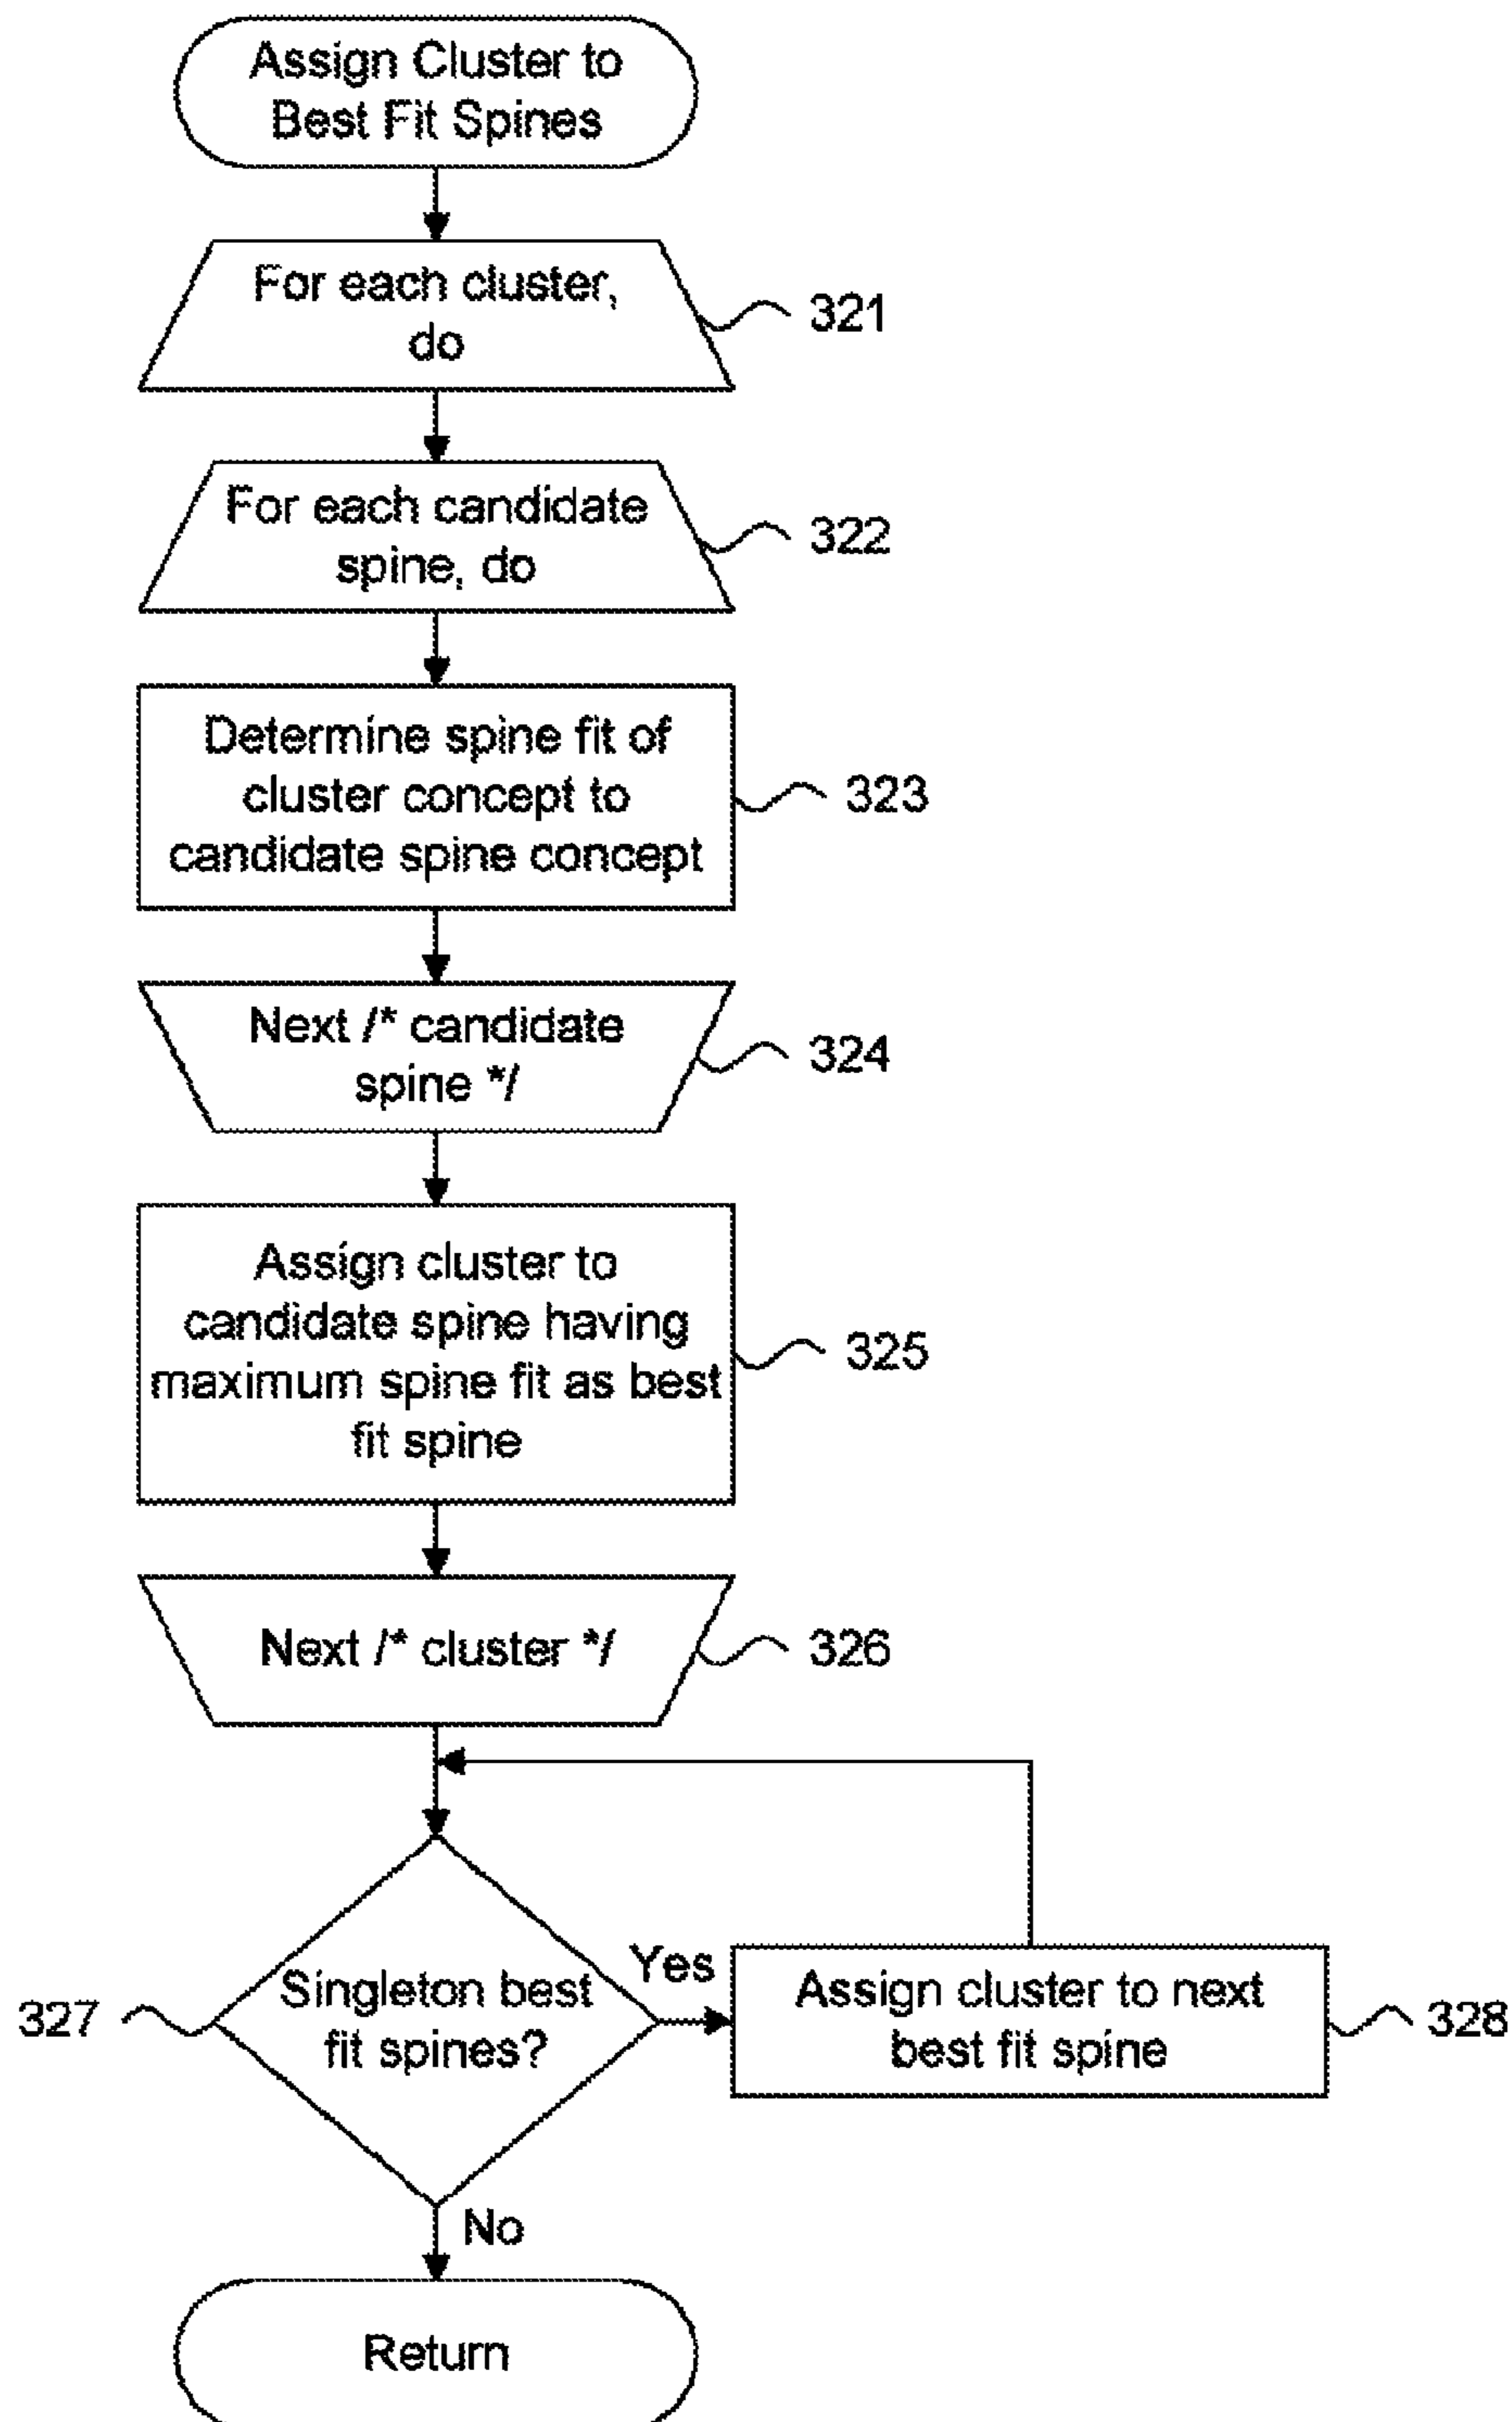 Assign Cluster to
Best Fit Spines
For each cluster,
do
321
For each candidate
spine, do
322
Determine spine fit of
cluster concept to
candidate spine concept
323
Next /* candidate
spine */
324
Assign cluster to
candidate spine having
maximum spine fit as best
fit spine
325
Next /* cluster */
326
Singleton best
fit spines?
327
Yes
Assign cluster to next
best fit spine
328
No
Return